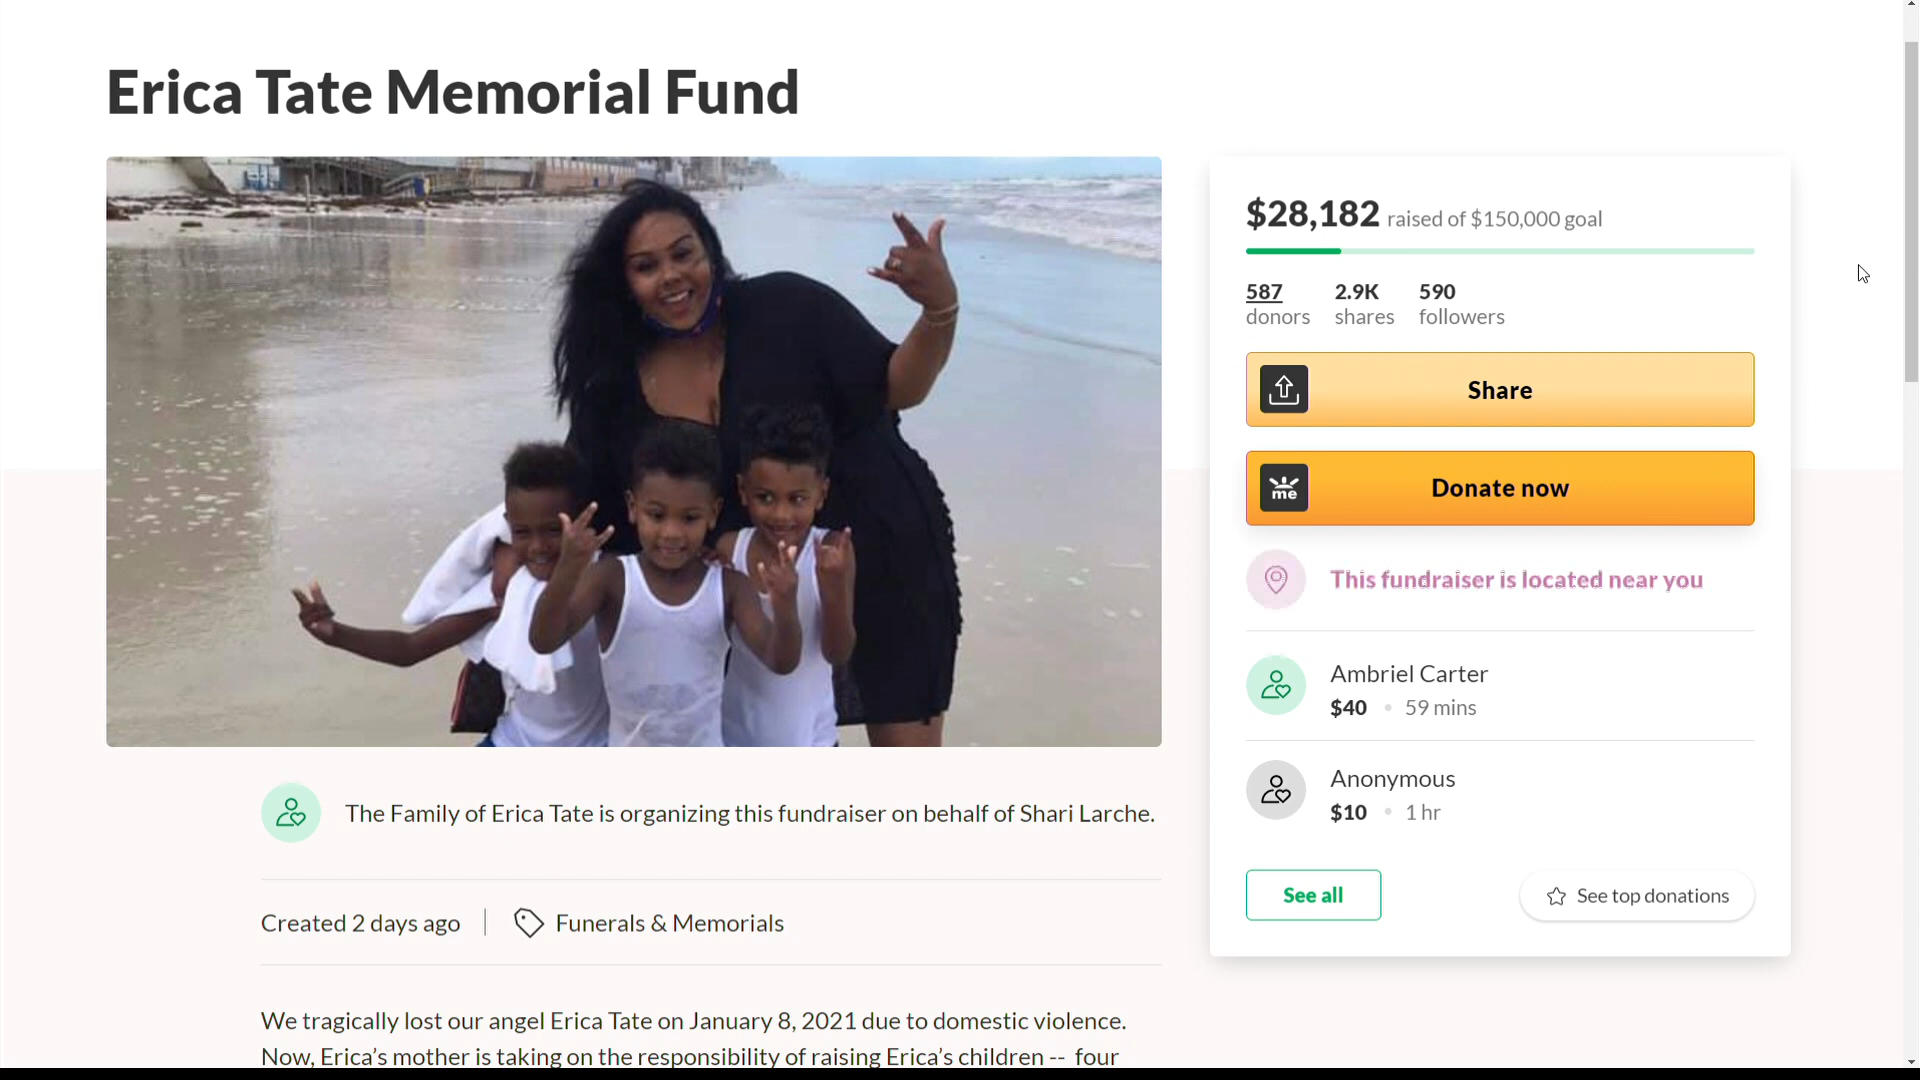 Erica Tate Memorial Fund
$28,182 raised of $150,000 goal
587 2.9K 590
donors shares followers
Share
me Donate now
This fundraiser is located near you
Ambriel Carter
$40 • 59 mins
Anonymous
$10 • 1 hr
See all See top donations
The Family of Erica Tate is organizing this fundraiser on behalf of Shari Larche.
Created 2 days ago | Funerals & Memorials
We tragically lost our angel Erica Tate on January 8, 2021 due to domestic violence.
Now, Erica’s mother is taking on the responsibility of raising Erica’s children -- four